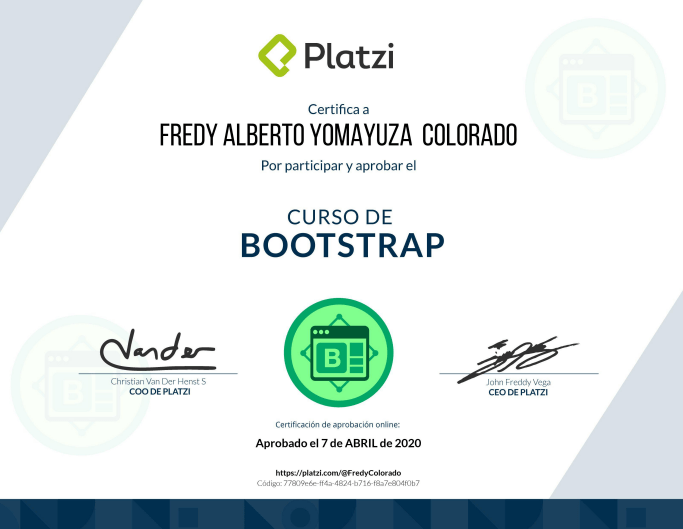 Platzi
Certifica a
FREDY ALBERTO YOMAYUZA COLORADO
Por participar y aprobar el
CURSO DE
BOOTSTRAP
B
Christian Van Der Henst S
COO DE PLATZI
John Freddy Vega
CEO DE PLATZI
Certificación de aprobación online:
Aprobado el 7 de ABRIL de 2020
https://platzi.com/@FredyColorado
Código: 77809e6e-ff4a-4824-b716-f8a7e804f0b7